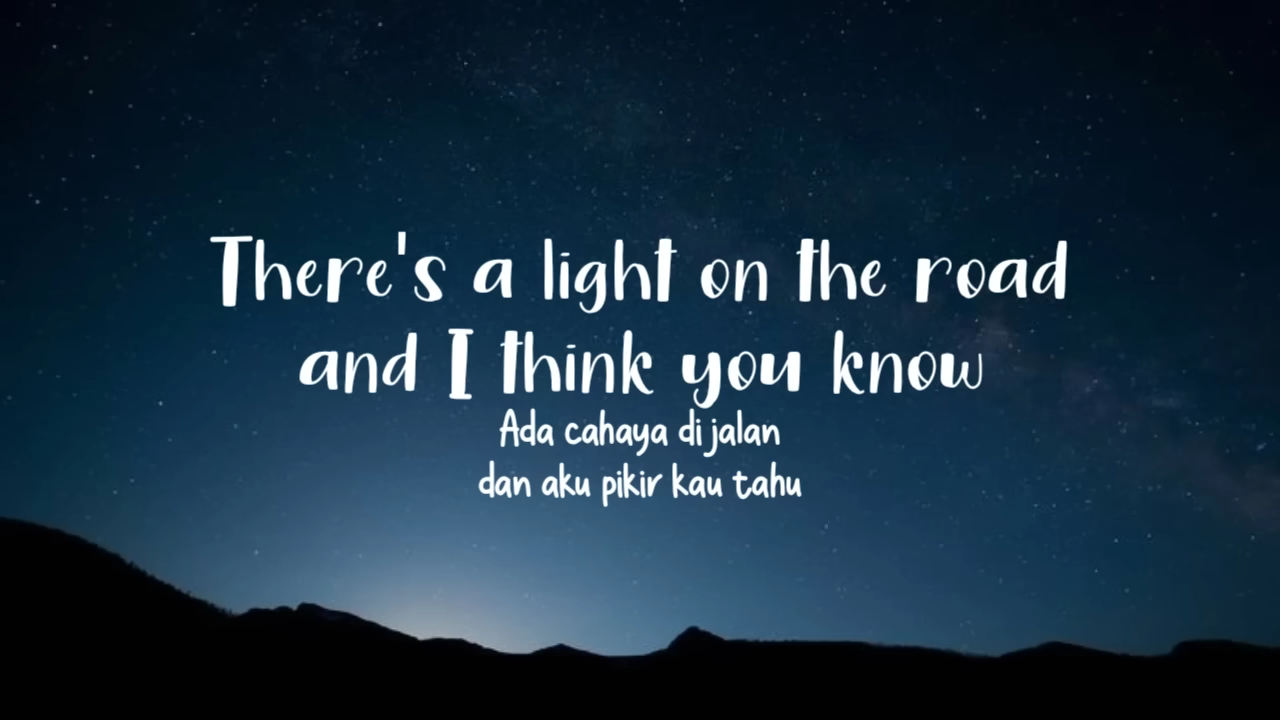 There's a light on the road
and I think you know
Ada cahaya di jalan
dan aku pikir kau tahu